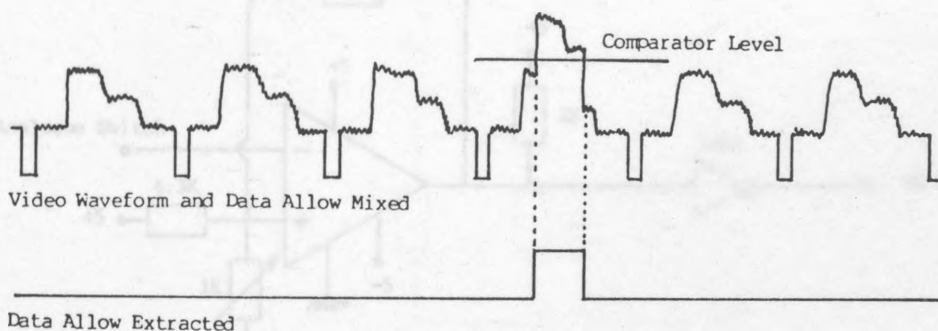 Comparator Level
Video Waveform and Data Allow Mixed
Data Allow Extracted